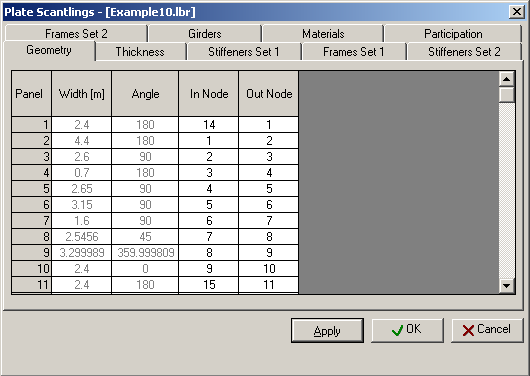 Plate Scantlings - [Example10.lbr]
Frames Set 2 Girders Materials Participation
Geometry Thickness Stiffeners Set 1 Frames Set 1 Stiffeners Set 2
Panel Width [m] Angle In Node Out Node
1 2.4 180 14 1
2 4.4 180 1 2
3 2.6 90 2 3
4 0.7 180 3 4
5 2.65 90 4 5
6 3.15 90 5 6
7 1.6 90 6 7
8 2.5456 45 7 8
9 3.299989 359.999809 8 9
10 2.4 0 9 10
11 2.4 180 15 11
Apply OK Cancel